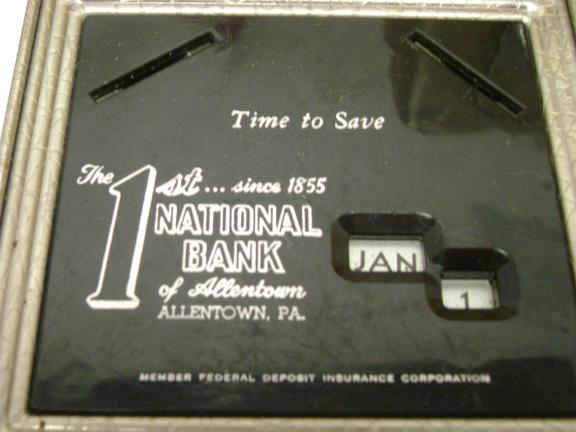 Time to Save
The 1st... since 1855
NATIONAL
BANK
of Allentown
ALLENTOWN, PA.
JAN
1
MEMBER FEDERAL DEPOSIT INSURANCE CORPORATION